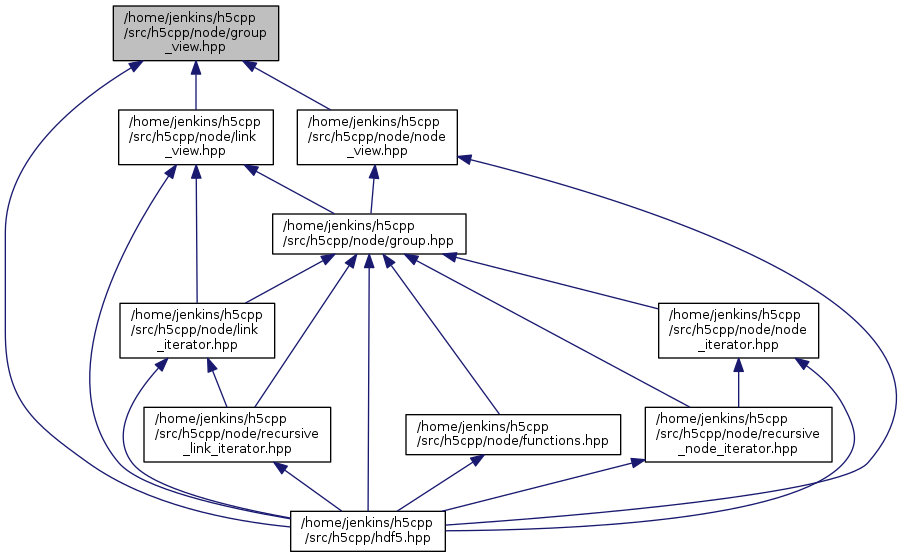 /home/jenkins/h5cpp
/src/h5cpp/node/group
_view.hpp
/home/jenkins/h5cpp
/src/h5cpp/node/link
_view.hpp
/home/jenkins/h5cpp
/src/h5cpp/node/node
_view.hpp
/home/jenkins/h5cpp
/src/h5cpp/node/group.hpp
/home/jenkins/h5cpp
/src/h5cpp/node/link
_iterator.hpp
/home/jenkins/h5cpp
/src/h5cpp/node/node
_iterator.hpp
/home/jenkins/h5cpp
/src/h5cpp/node/recursive
_link_iterator.hpp
/home/jenkins/h5cpp
/src/h5cpp/node/functions.hpp
/home/jenkins/h5cpp
/src/h5cpp/node/recursive
_node_iterator.hpp
/home/jenkins/h5cpp
/src/h5cpp/hdf5.hpp